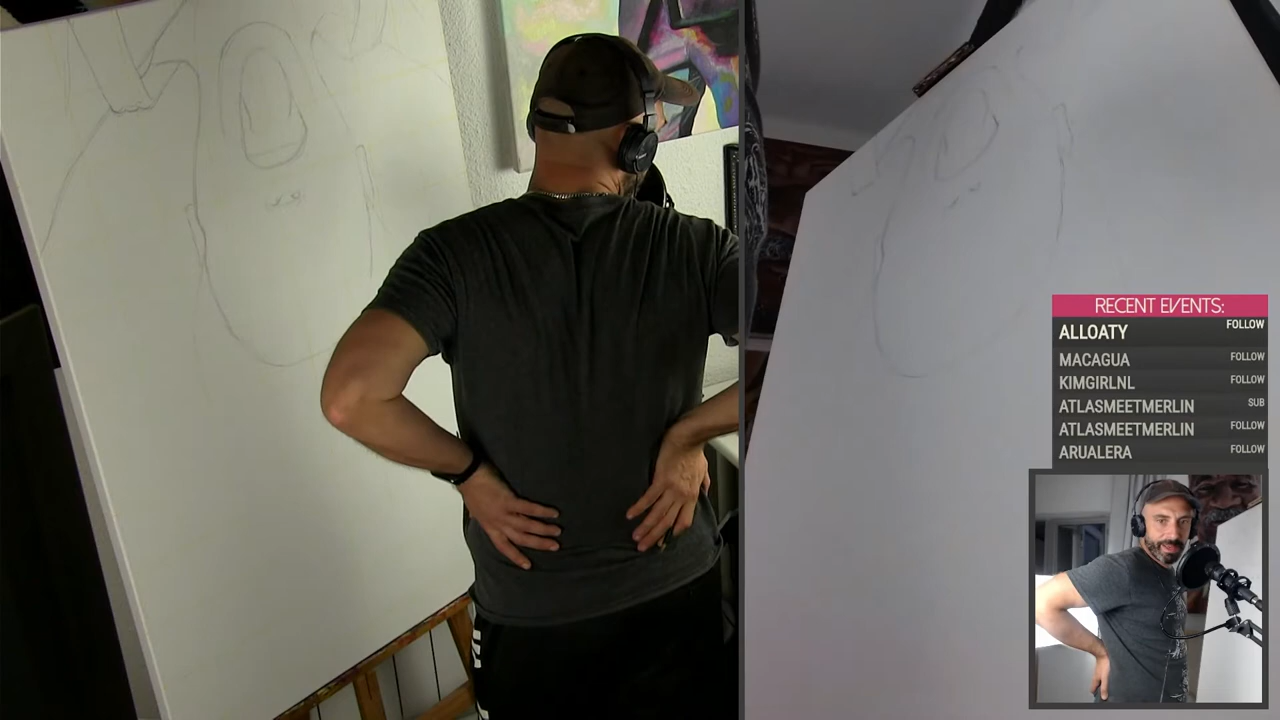 RECENT EVENTS:
ALLOATY FOLLOW
MACAGUA FOLLOW
KIMGIRLNL FOLLOW
ATLASMEETMERLIN SUB
ATLASMEETMERLIN FOLLOW
ARUALERA FOLLOW